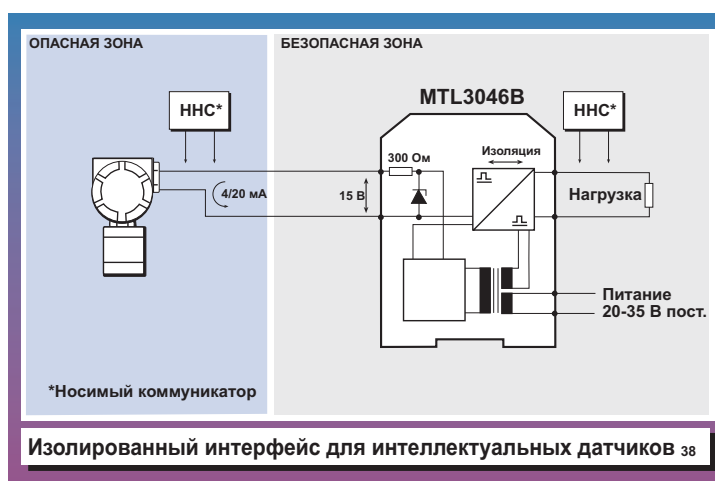 ОПАСНАЯ ЗОНА
БЕЗОПАСНАЯ ЗОНА
MTL3046B
ННС*
ННС*
Изоляция
300 Ом
4/20 мА
15 В
Нагрузка
Питание
20-35 В пост.
*Носимый коммуникатор
Изолированный интерфейс для интеллектуальных датчиков 38